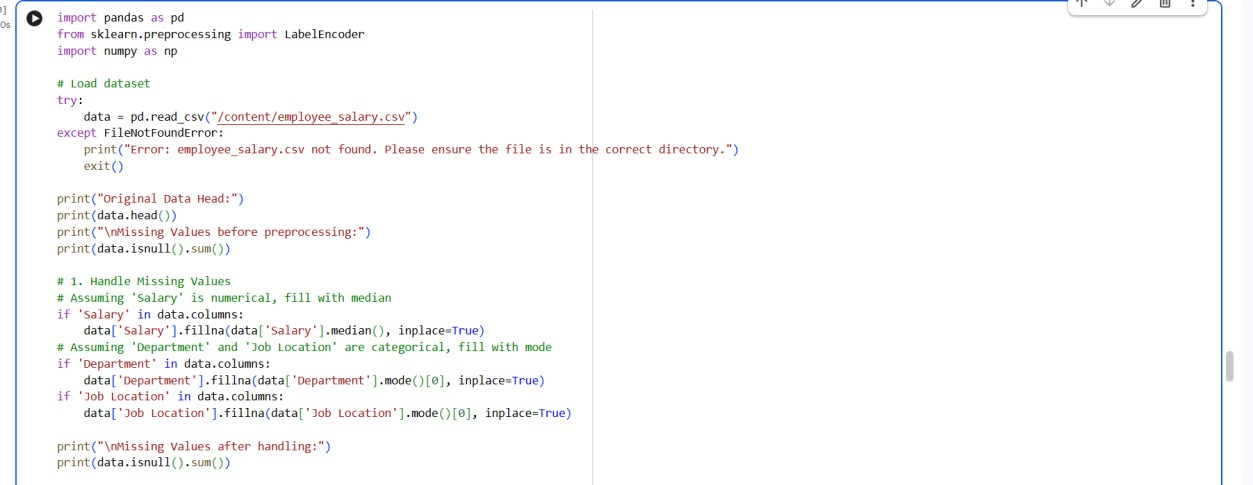 import pandas as pd
from sklearn.preprocessing import LabelEncoder
import numpy as np

# Load dataset
try:
    data = pd.read_csv("/content/employee_salary.csv")
except FileNotFoundError:
    print("Error: employee_salary.csv not found. Please ensure the file is in the correct directory.")
    exit()

print("Original Data Head:")
print(data.head())
print("\nMissing Values before preprocessing:")
print(data.isnull().sum())

# 1. Handle Missing Values
# Assuming 'Salary' is numerical, fill with median
if 'Salary' in data.columns:
    data['Salary'].fillna(data['Salary'].median(), inplace=True)
# Assuming 'Department' and 'Job Location' are categorical, fill with mode
if 'Department' in data.columns:
    data['Department'].fillna(data['Department'].mode()[0], inplace=True)
if 'Job Location' in data.columns:
    data['Job Location'].fillna(data['Job Location'].mode()[0], inplace=True)

print("\nMissing Values after handling:")
print(data.isnull().sum())